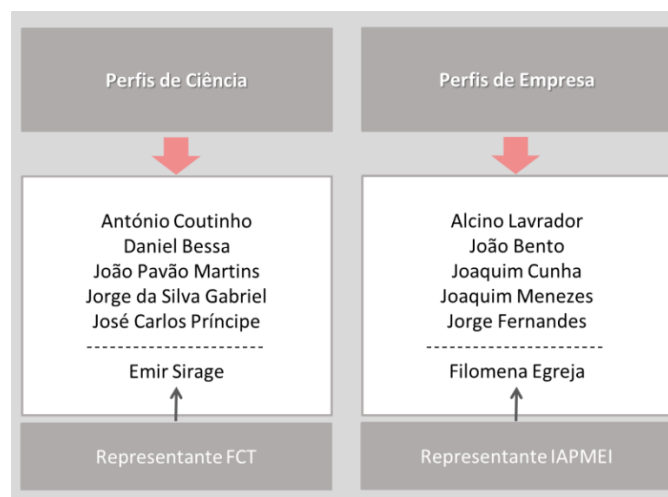 Perfis de Ciência
António Coutinho
Daniel Bessa
João Pavão Martins
Jorge da Silva Gabriel
José Carlos Príncipe
Emir Sirage
Representante FCT
Perfis de Empresa
Alcino Lavrador
João Bento
Joaquim Cunha
Joaquim Menezes
Jorge Fernandes
Filomena Egreja
Representante IAPMEI